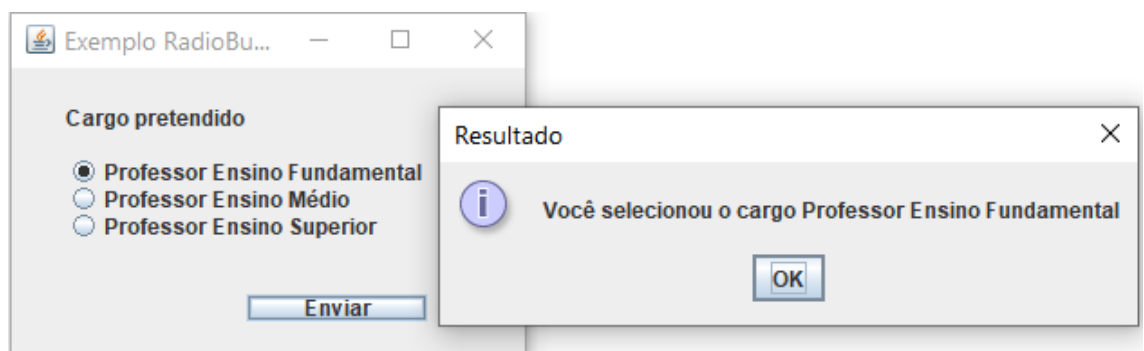 Exemplo RadioBu...
Cargo pretendido
Professor Ensino Fundamental
Professor Ensino Médio
Professor Ensino Superior
Enviar
Resultado
i
Você selecionou o cargo Professor Ensino Fundamental
OK